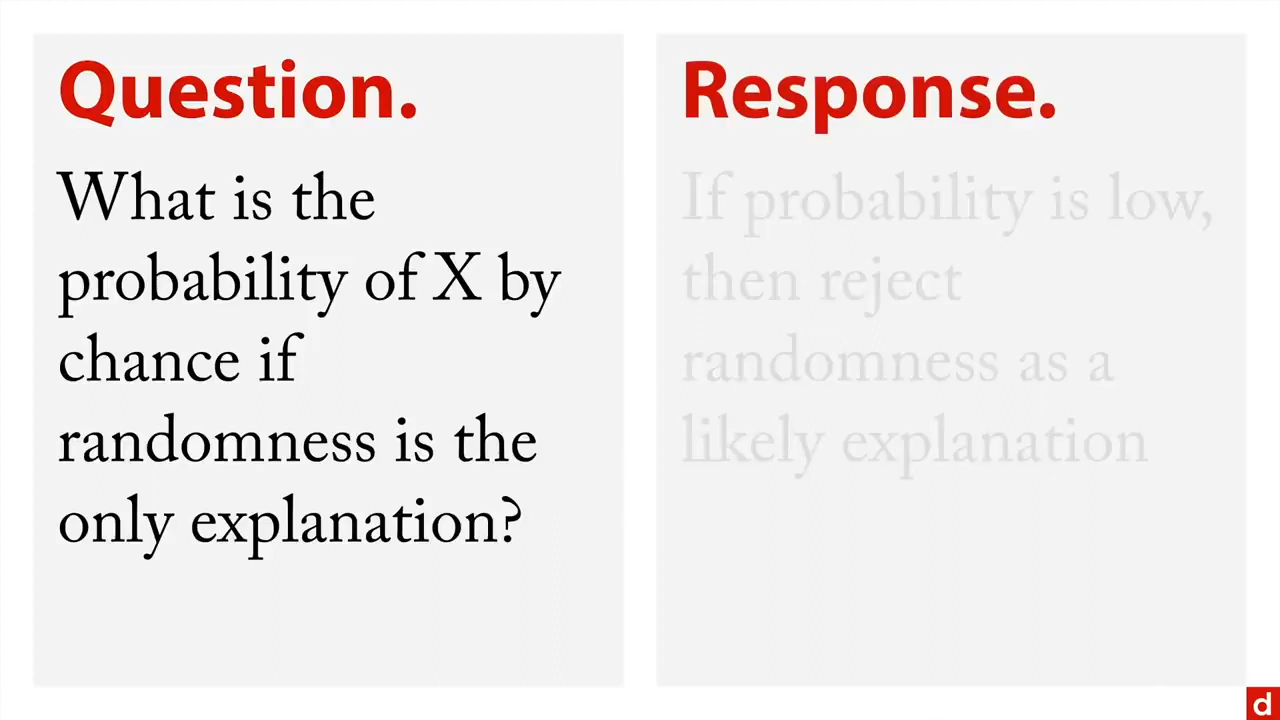 Question.
What is the
probability of X by
chance if
randomness is the
only explanation?
Response.
If probability is low,
then reject
randomness as a
likely explanation
d